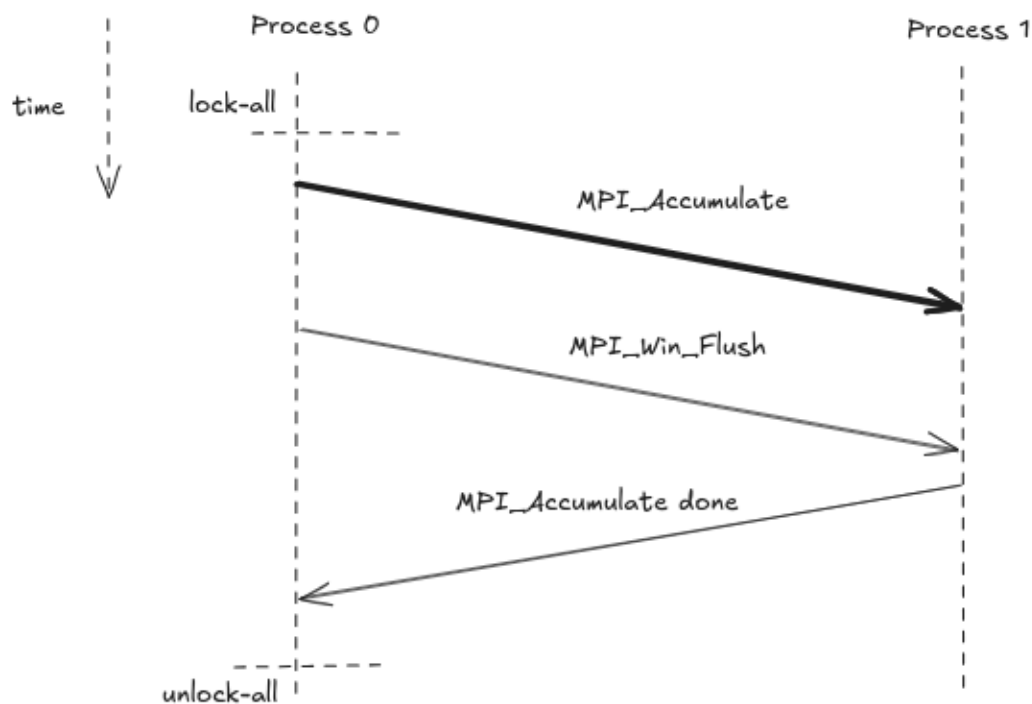 Process 0
Process 1
time
lock-all
MPI_Accumulate
MPI_Win_Flush
MPI_Accumulate done
unlock-all